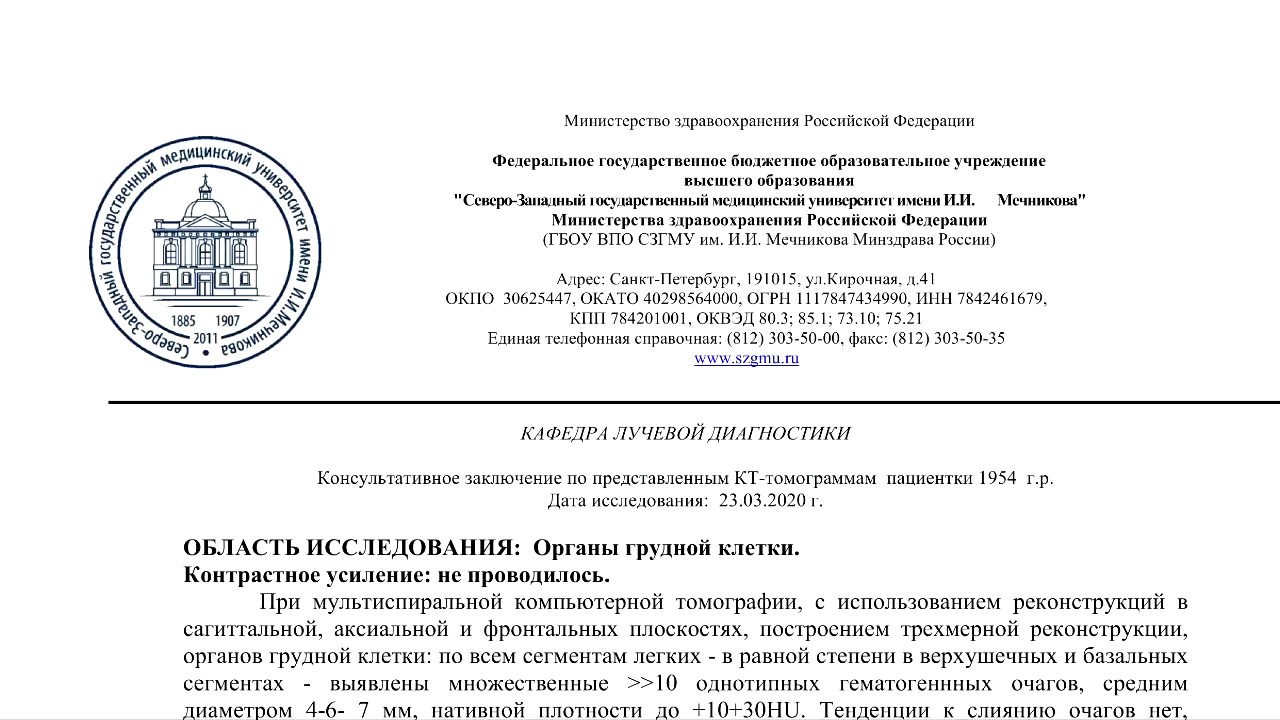 Северо-Западный государственный медицинский университет имени И.И.Мечникова
1885 1907
2011
Министерство здравоохранения Российской Федерации
Федеральное государственное бюджетное образовательное учреждение
высшего образования
"Северо-Западный государственный медицинский университет имени И.И. Мечникова"
Министерства здравоохранения Российской Федерации
(ГБОУ ВПО СЗГМУ им. И.И. Мечникова Минздрава России)
Адрес: Санкт-Петербург, 191015, ул.Кирочная, д.41
ОКПО 30625447, ОКАТО 40298564000, ОГРН 1117847434990, ИНН 7842461679,
КПП 784201001, ОКВЭД 80.3; 85.1; 73.10; 75.21
Единая телефонная справочная: (812) 303-50-00, факс: (812) 303-50-35
www.szgmu.ru
КАФЕДРА ЛУЧЕВОЙ ДИАГНОСТИКИ
Консультативное заключение по представленным КТ-томограммам пациентки 1954 г.р.
Дата исследования: 23.03.2020 г.
ОБЛАСТЬ ИССЛЕДОВАНИЯ: Органы грудной клетки.
Контрастное усиление: не проводилось.
При мультиспиральной компьютерной томографии, с использованием реконструкций в
сагиттальной, аксиальной и фронтальных плоскостях, построением трехмерной реконструкции,
органов грудной клетки: по всем сегментам легких - в равной степени в верхушечных и базальных
сегментах - выявлены множественные >>10 однотипных гематогеннных очагов, средним
диаметром 4-6- 7 мм, нативной плотности до +10+30HU. Тенденции к слиянию очагов нет,